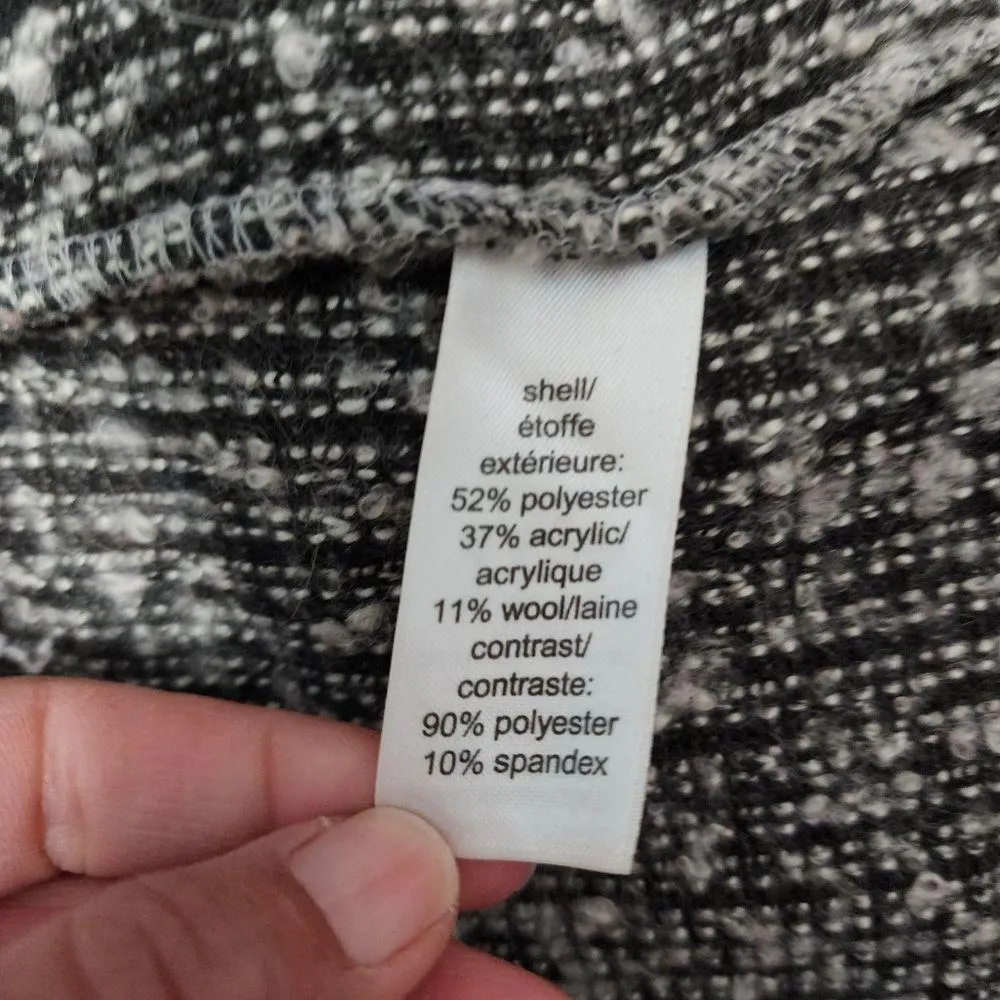 shell/
étoffe
extérieure:
52% polyester
37% acrylic/
acrylique
11% wool/laine
contrast/
contraste:
90% polyester
10% spandex